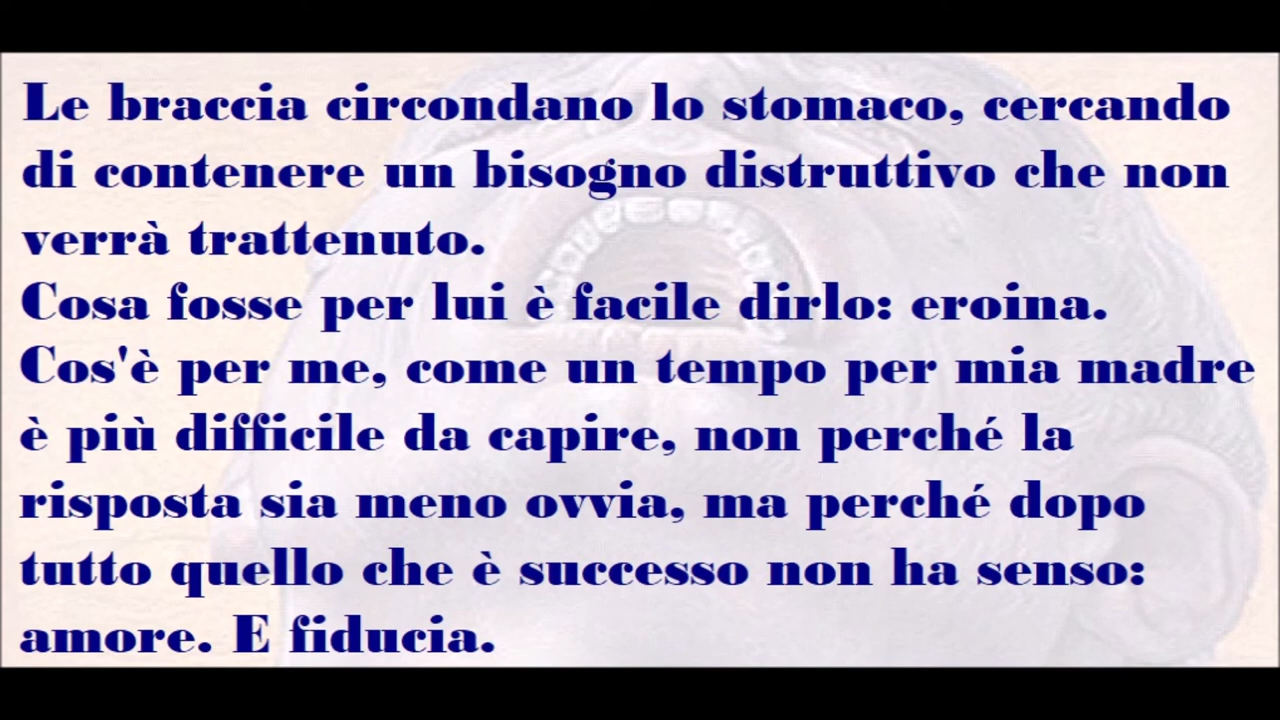 Le braccia circondano lo stomaco, cercando
di contenere un bisogno distruttivo che non
verrà trattenuto.
Cosa fosse per lui è facile dirlo: eroina.
Cos'è per me, come un tempo per mia madre
è più difficile da capire, non perché la
risposta sia meno ovvia, ma perché dopo
tutto quello che è successo non ha senso:
amore. E fiducia.